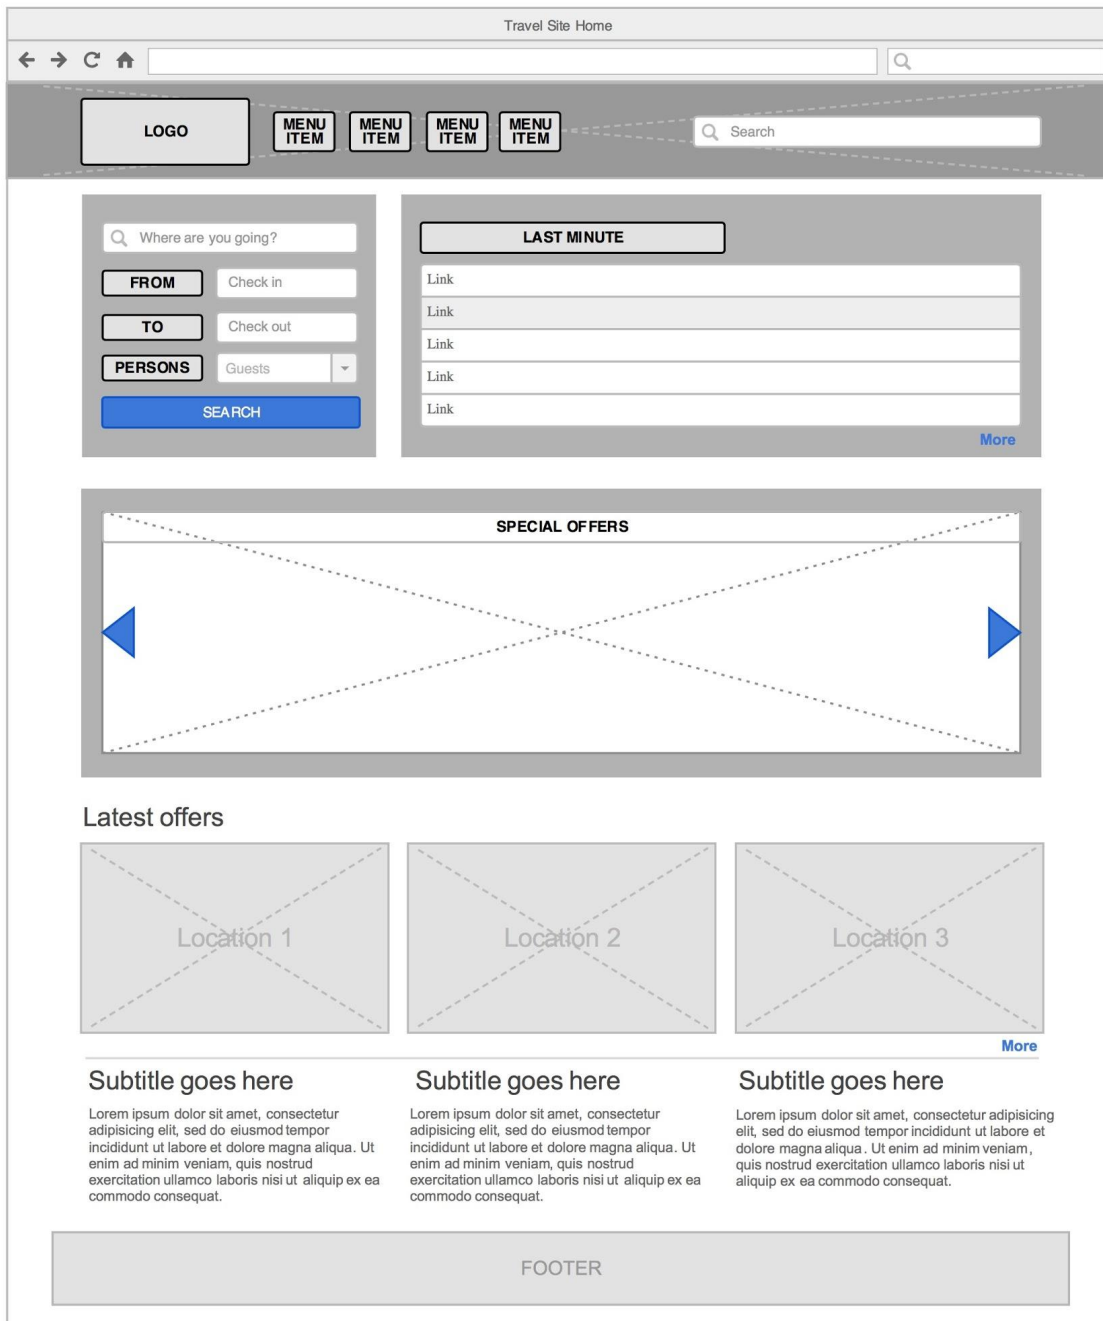 Travel Site Home
LOGO
MENU
ITEM
MENU
ITEM
MENU
ITEM
MENU
ITEM
Search
Where are you going?
FROM
Check in
TO
Check out
PERSONS
Guests
SEARCH
LAST MINUTE
Link
Link
Link
Link
Link
More
SPECIAL OFFERS
Latest offers
Location 1
Location 2
Location 3
More
Subtitle goes here
Lorem ipsum dolor sit amet, consectetur
adipisicing elit, sed do eiusmod tempor
incididunt ut labore et dolore magna aliqua. Ut
enim ad minim veniam, quis nostrud
exercitation ullamco laboris nisi ut aliquip ex ea
commodo consequat.
Subtitle goes here
Lorem ipsum dolor sit amet, consectetur
adipisicing elit, sed do eiusmod tempor
incididunt ut labore et dolore magna aliqua. Ut
enim ad minim veniam, quis nostrud
exercitation ullamco laboris nisi ut aliquip ex ea
commodo consequat.
Subtitle goes here
Lorem ipsum dolor sit amet, consectetur adipisicing
elit, sed do eiusmod tempor incididunt ut labore et
dolore magna aliqua. Ut enim ad minim veniam,
quis nostrud exercitation ullamco laboris nisi ut
aliquip ex ea commodo consequat.
FOOTER